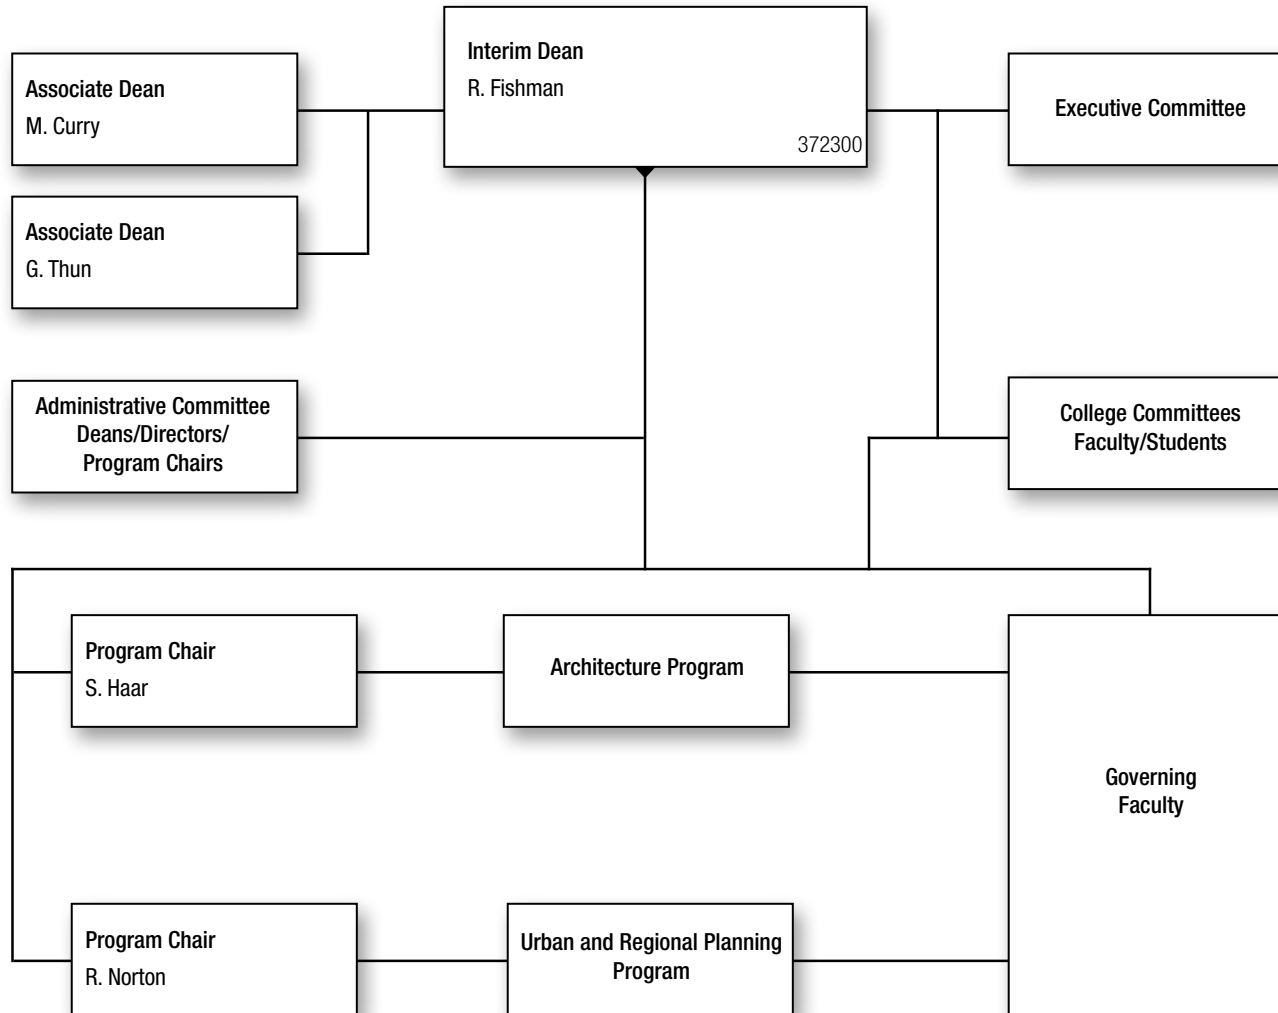 Interim Dean
R. Fishman
372300
Associate Dean
M. Curry
Executive Committee
Associate Dean
G. Thun
Administrative Committee
Deans/Directors/
Program Chairs
College Committees
Faculty/Students
Program Chair
S. Haar
Architecture Program
Governing
Faculty
Program Chair
R. Norton
Urban and Regional Planning
Program